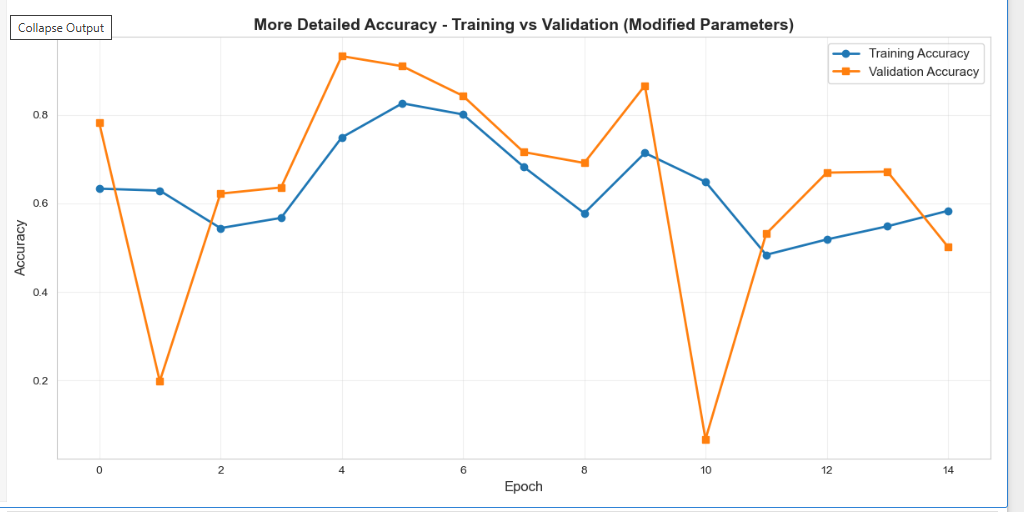 Collapse Output
More Detailed Accuracy - Training vs Validation (Modified Parameters)
Training Accuracy
Validation Accuracy
Accuracy
0.8
0.6
0.4
0.2
0 2 4 6 8 10 12 14
Epoch